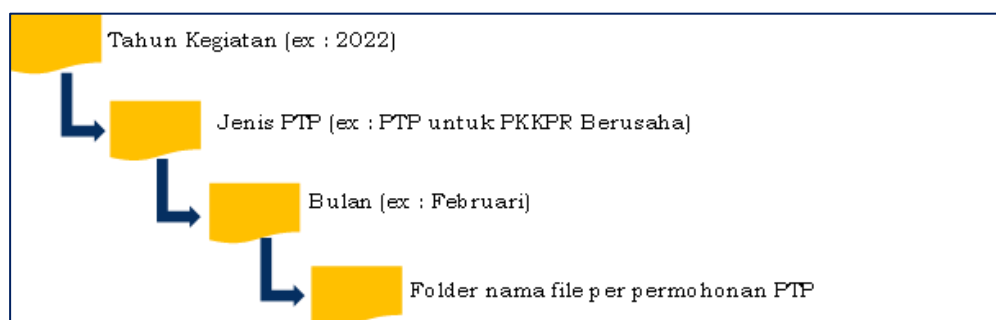 Tahun Kegiatan (ex : 2022)
Jenis PTP (ex : PTP untuk PKKPR Berusaha)
Bulan (ex : Februari)
Folder nama file per permohonan PTP